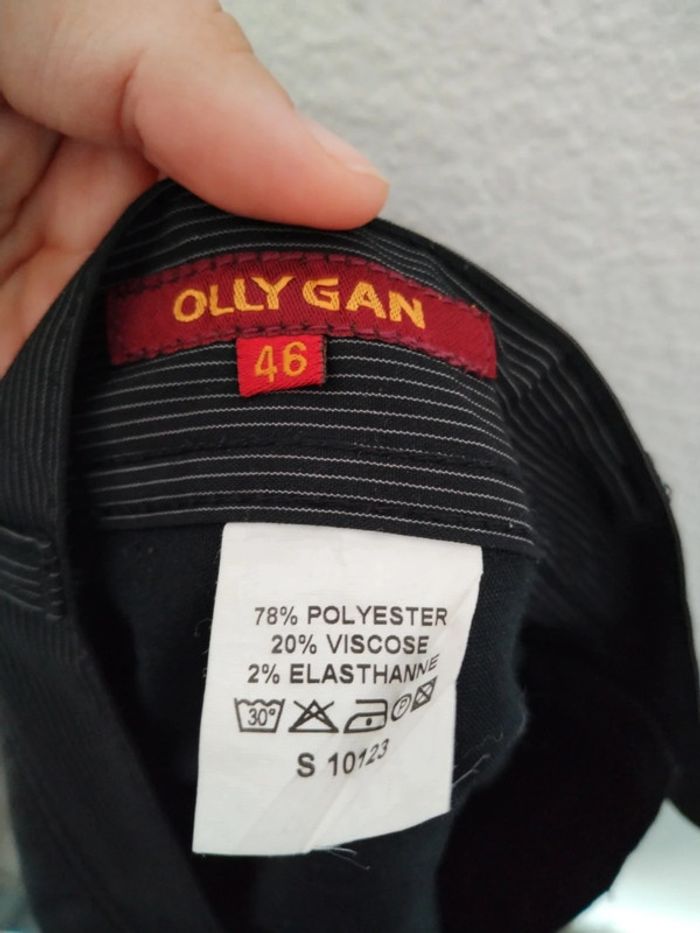 OLLY GAN
46
78% POLYESTER
20% VISCOSE
2% ELASTHANNE
30° P
S 10123